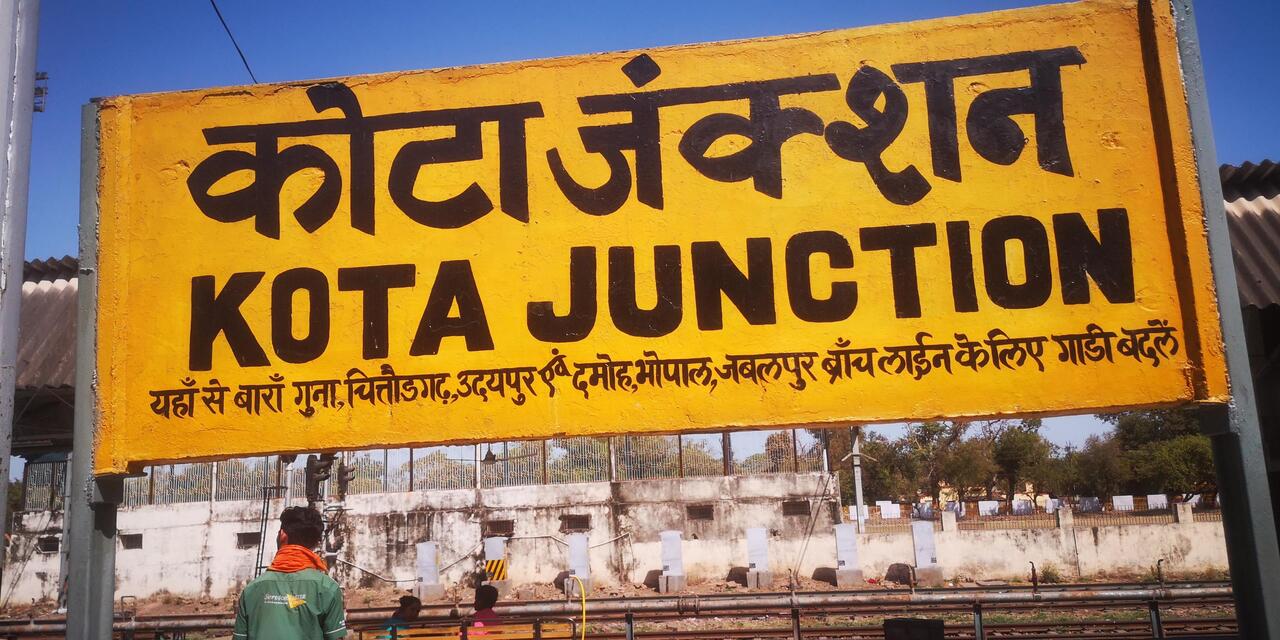 कोटा जंक्शन
KOTA JUNCTION
यहाँ से बाराँ गुना, चित्तौडगढ़, उदयपुर एवं दमोह, भोपाल, जबलपुर ब्राँच लाईन के लिए गाडी बदलें